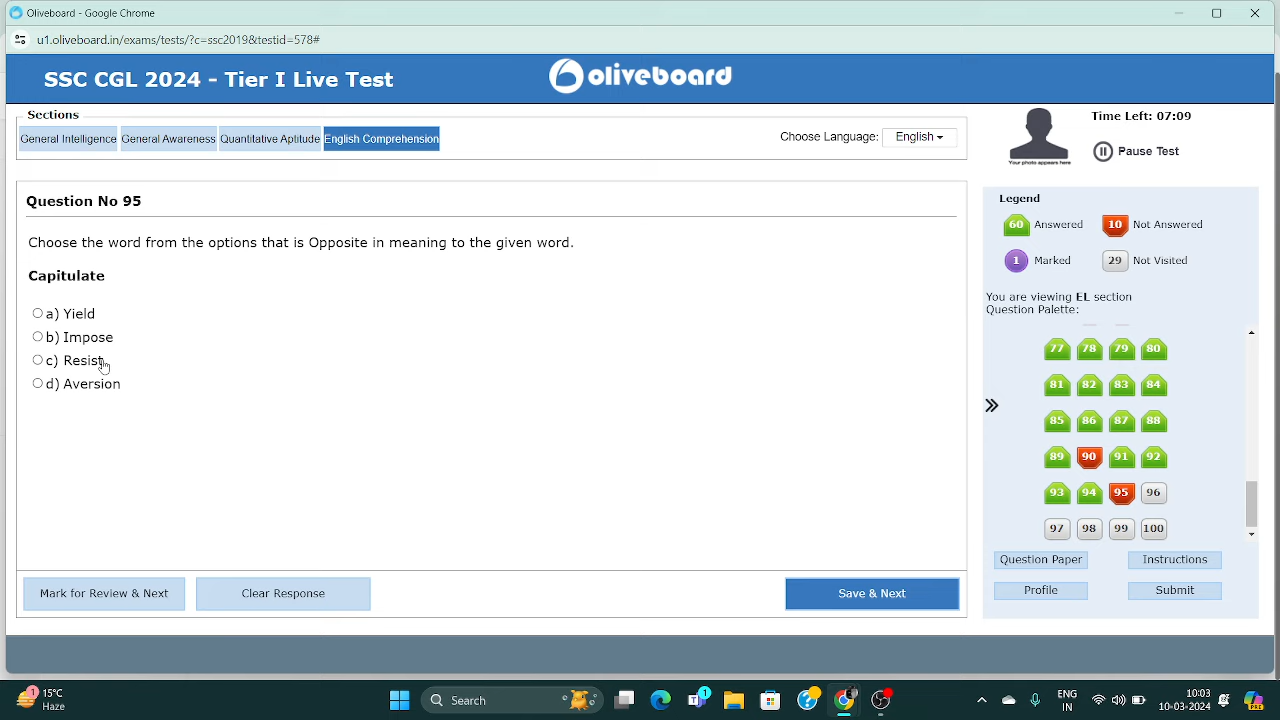 Oliveboard - Google Chrome
u1.oliveboard.in/exams/tests/?c=ssc2019&testid=578#
SSC CGL 2024 - Tier I Live Test
oliveboard
Sections
General Intelligence General Awareness Quantitative Aptitude English Comprehension
Choose Language: English
Your photo appears here
Time Left: 07:09
Pause Test
Question No 95
Choose the word from the options that is Opposite in meaning to the given word.
Capitulate
a) Yield
b) Impose
c) Resist
d) Aversion
Mark for Review & Next Clear Response Save & Next
Legend
60 Answered 10 Not Answered
1 Marked 29 Not Visited
You are viewing EL section
Question Palette:
77 78 79 80
81 82 83 84
85 86 87 88
89 90 91 92
93 94 95 96
97 98 99 100
Question Paper Instructions
Profile Submit
1
15°C
Haze
Search
1
ENG
IN
10:03
10-03-2024